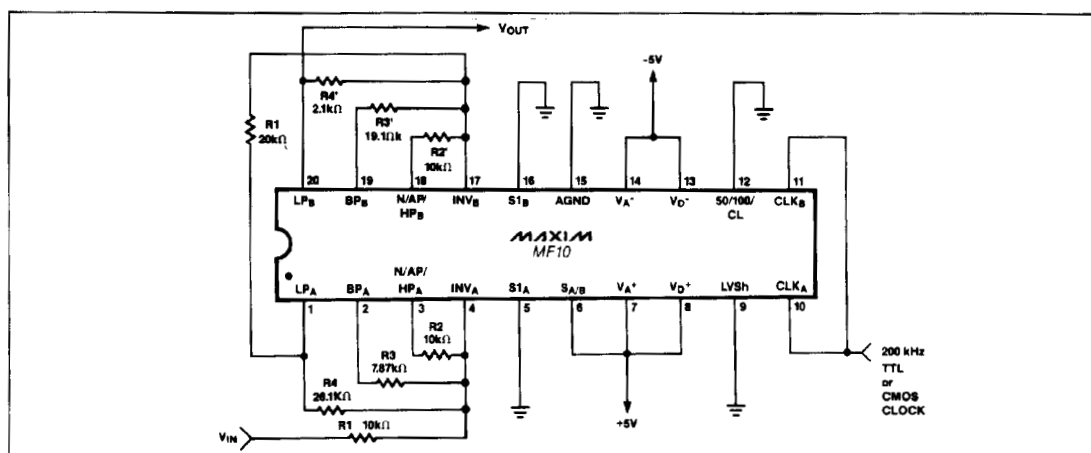 VOUT
-5V
R4'
2.1kΩ
R3'
19.1Ωk
R2'
10kΩ
R1
20kΩ
20 19 18 17 16 15 14 13 12 11
LPB BPB N/AP/ HPB INVB S1B AGND VA- VD- 50/100/ CL CLKB
MAXIM
MF10
LPA BPA N/AP/ HPA INVA S1A SA/B VA+ VD+ LVSh CLKA
1 2 3 4 5 6 7 8 9 10
R2
10kΩ
R3
7.87kΩ
R4
26.1KΩ
R1 10kΩ
VIN
+5V
200 kHz
TTL
or
CMOS
CLOCK